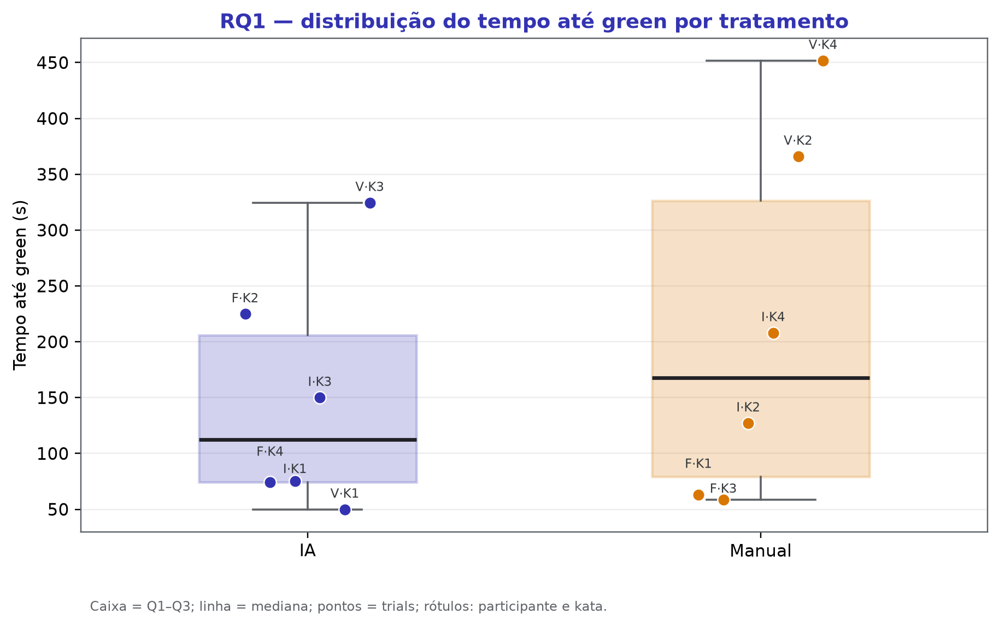 RQ1 — distribuição do tempo até green por tratamento
Tempo até green (s)
450
400
350
300
250
200
150
100
50
V·K4
V·K2
V·K3
F·K2
I·K4
I·K3
I·K2
F·K4
I·K1
F·K1
V·K1
F·K3
IA
Manual
Caixa = Q1–Q3; linha = mediana; pontos = trials; rótulos: participante e kata.